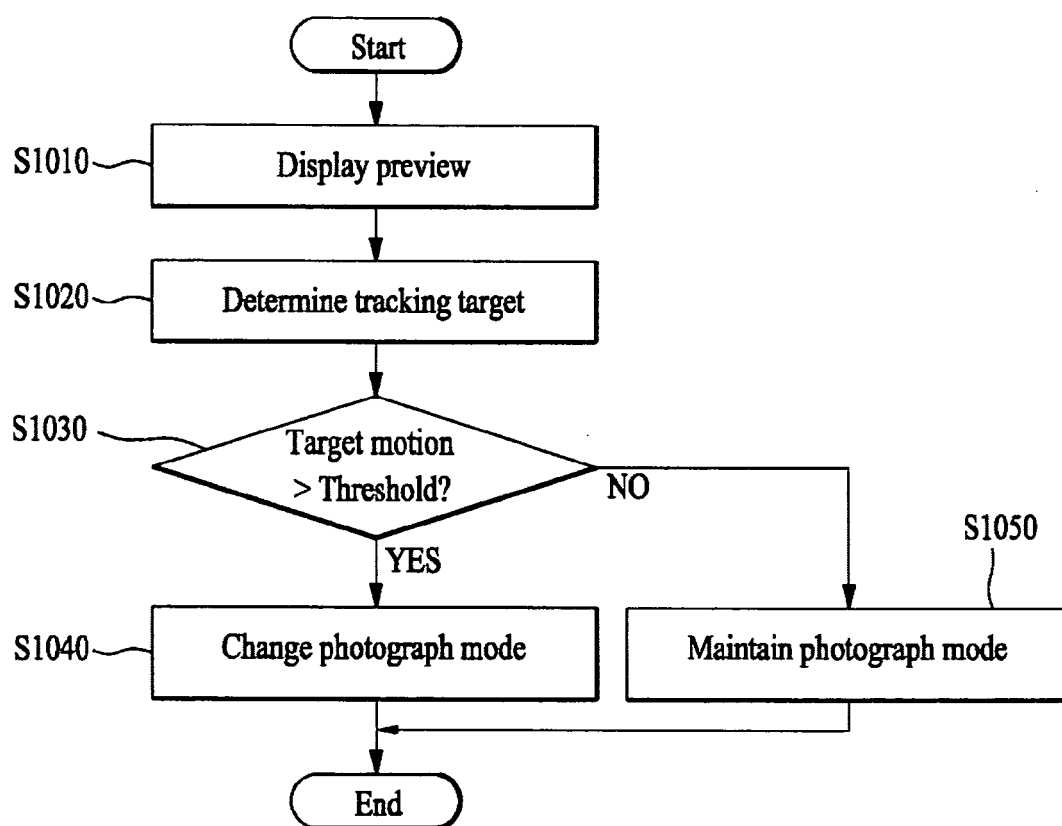 Start
S1010
Display preview
S1020
Determine tracking target
S1030
Target motion
> Threshold?
NO
YES
S1050
S1040
Change photograph mode
Maintain photograph mode
End